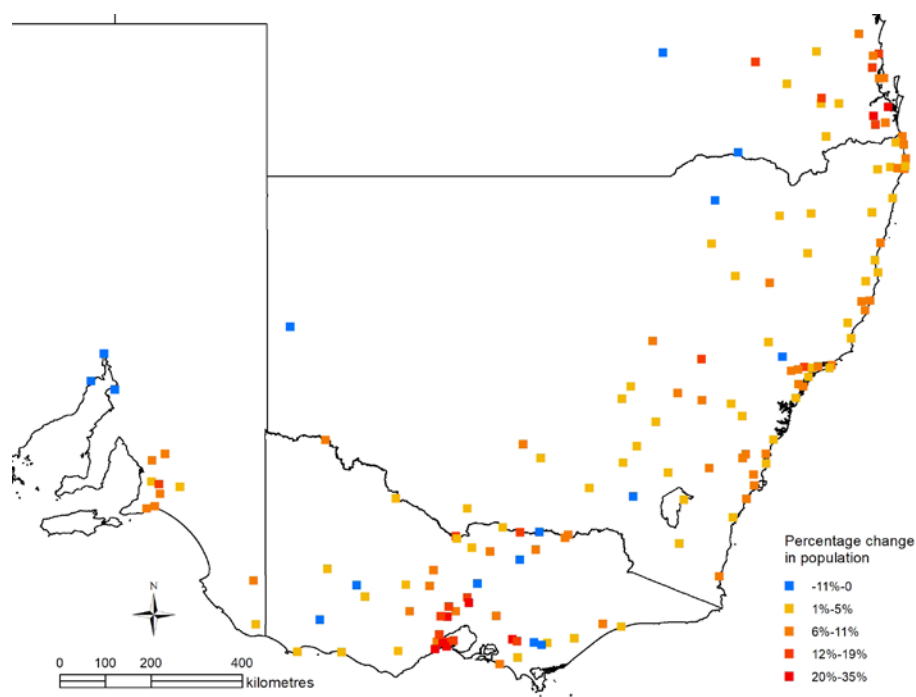 N
Percentage change
in population
-11%-0
1%-5%
6%-11%
12%-19%
20%-35%
0 100 200 400
kilometres